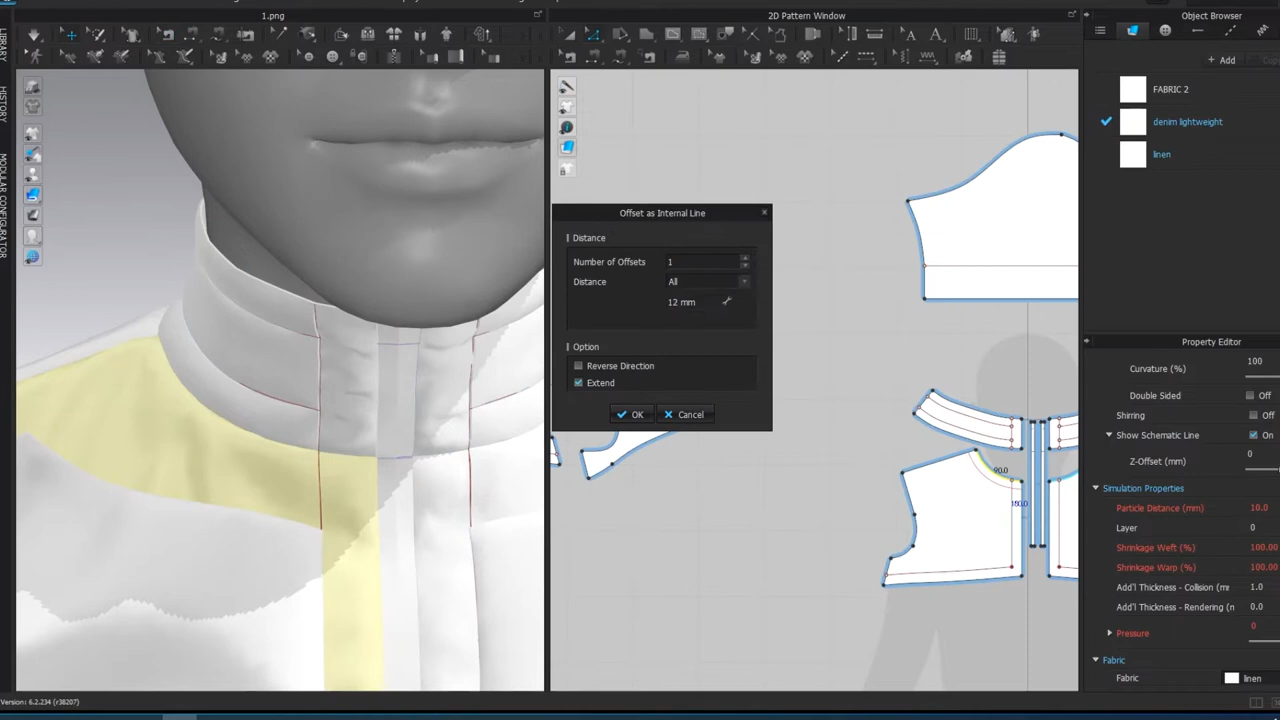 1.png
2D Pattern Window
Object Browser
LIBRARY
HISTORY
MODULAR CONFIGURATOR
+ Add
FABRIC 2
denim lightweight
linen
Offset as Internal Line
Distance
Number of Offsets 1
Distance All
12 mm
Option
Reverse Direction
Extend
OK Cancel
90.0
Property Editor
Curvature (%) 100
Double Sided Off
Shirring Off
Show Schematic Line On
Z-Offset (mm) 0
Simulation Properties
Particle Distance (mm) 10.0
Layer 0
Shrinkage Weft (%) 100.00
Shrinkage Warp (%) 100.00
Add'l Thickness - Collision (mr 1.0
Add'l Thickness - Rendering (n 0.0
Pressure 0
Fabric
Fabric linen
Version: 6.2.234 (r38207)